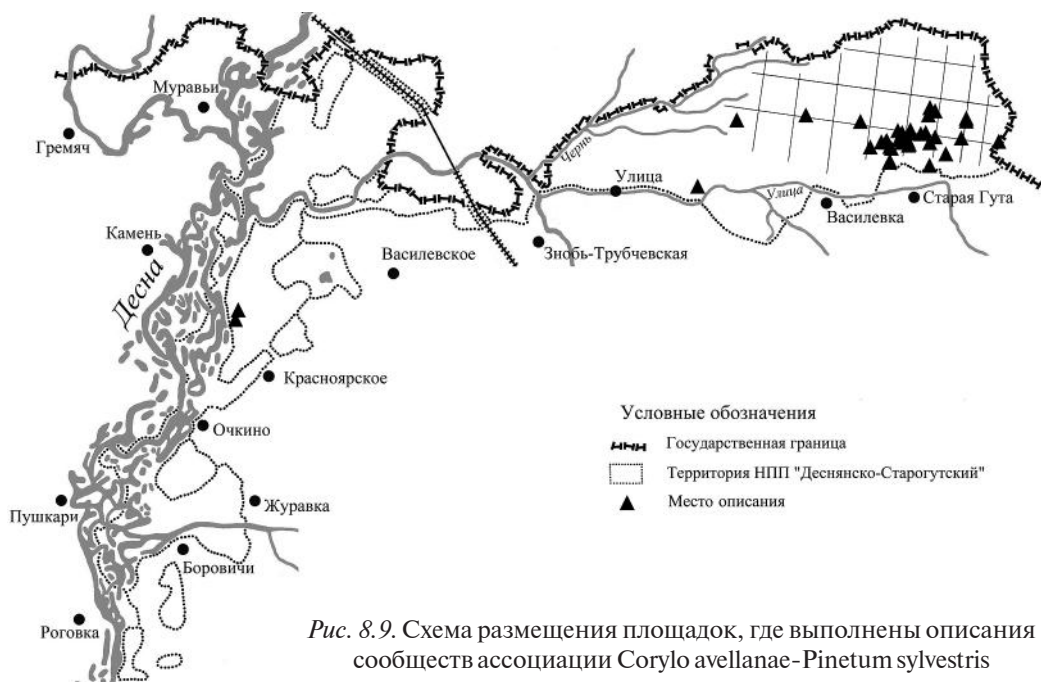 Муравьи
Гремяч
Чернь
Улица
Улица
Василевка
Старая Гута
Камень
Десна
Василевское
Знобь-Трубчевская
Красноярское
Очкино
Условные обозначения
Государственная граница
Территория НПП "Деснянско-Старогутский"
Место описания
Пушкари
Журавка
Боровичи
Роговка
Рис. 8.9. Схема размещения площадок, где выполнены описания
сообществ ассоциации Corylo avellanae-Pinetum sylvestris